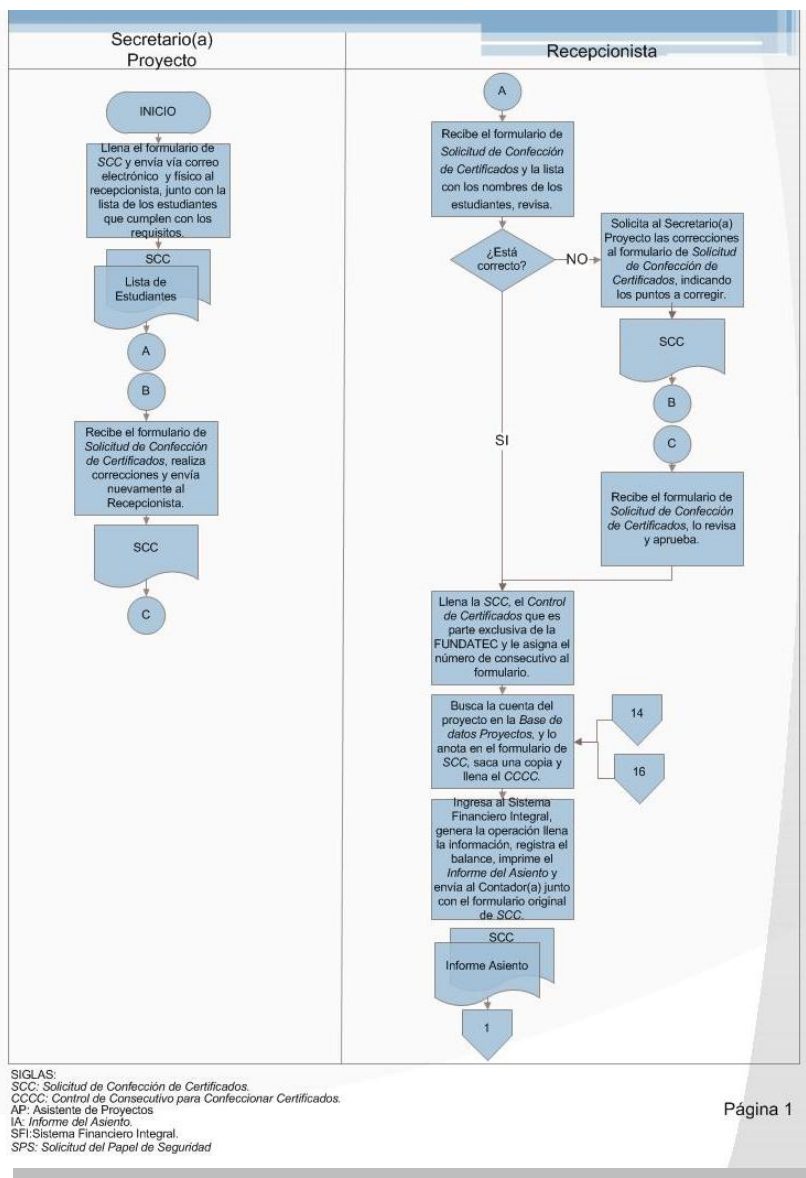 Secretario(a)
Proyecto
Recepcionista
INICIO
Llena el formulario de
SCC y envía vía correo
electrónico y físico al
recepcionista, junto con la
lista de los estudiantes
que cumplen con los
requisitos.
SCC
Lista de
Estudiantes
A
B
Recibe el formulario de
Solicitud de Confección
de Certificados, realiza
correcciones y envía
nuevamente al
Recepcionista.
SCC
C
A
Recibe el formulario de
Solicitud de Confección
de Certificados y la lista
con los nombres de los
estudiantes, revisa.
¿Está
correcto?
NO
Solicita al Secretario(a)
Proyecto las correcciones
al formulario de Solicitud
de Confección de
Certificados, indicando
los puntos a corregir.
SCC
B
C
Recibe el formulario de
Solicitud de Confección
de Certificados, lo revisa
y aprueba.
SI
Llena la SCC, el Control
de Certificados que es
parte exclusiva de la
FUNDATEC y le asigna el
número de consecutivo al
formulario.
Busca la cuenta del
proyecto en la Base de
datos Proyectos, y lo
anota en el formulario de
SCC, saca una copia y
llena el CCCC.
14
16
Ingresa al Sistema
Financiero Integral,
genera la operación llena
la información, registra el
balance, imprime el
Informe del Asiento y
envía al Contador(a) junto
con el formulario original
de SCC.
SCC
Informe Asiento
1
SIGLAS:
SCC: Solicitud de Confección de Certificados.
CCCC: Control de Consecutivo para Confeccionar Certificados.
AP: Asistente de Proyectos
IA: Informe del Asiento.
SFI:Sistema Financiero Integral.
SPS: Solicitud del Papel de Seguridad
Página 1